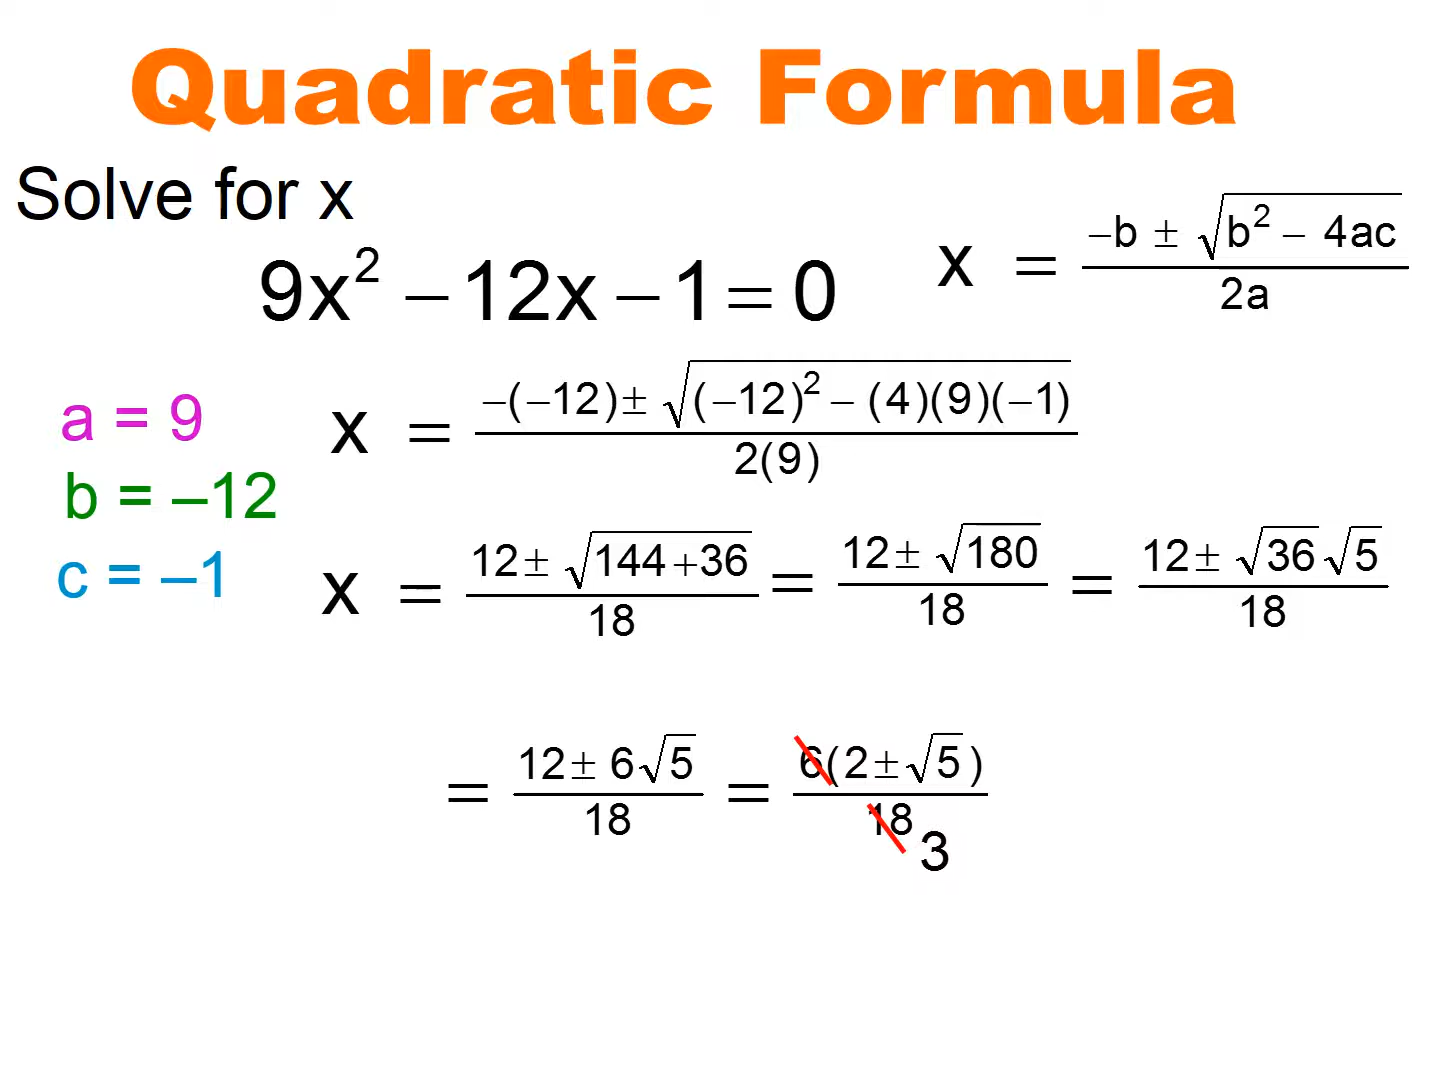 Quadratic Formula
Solve for x
9x² – 12x – 1 = 0
x = (–b ± √(b² – 4ac)) / 2a
a = 9
b = –12
c = –1
x = (–(–12) ± √((–12)² – (4)(9)(–1))) / 2(9)
x = (12 ± √(144 + 36)) / 18 = (12 ± √180) / 18 = (12 ± √36 √5) / 18
= (12 ± 6√5) / 18 = 6(2 ± √5) / 18 3